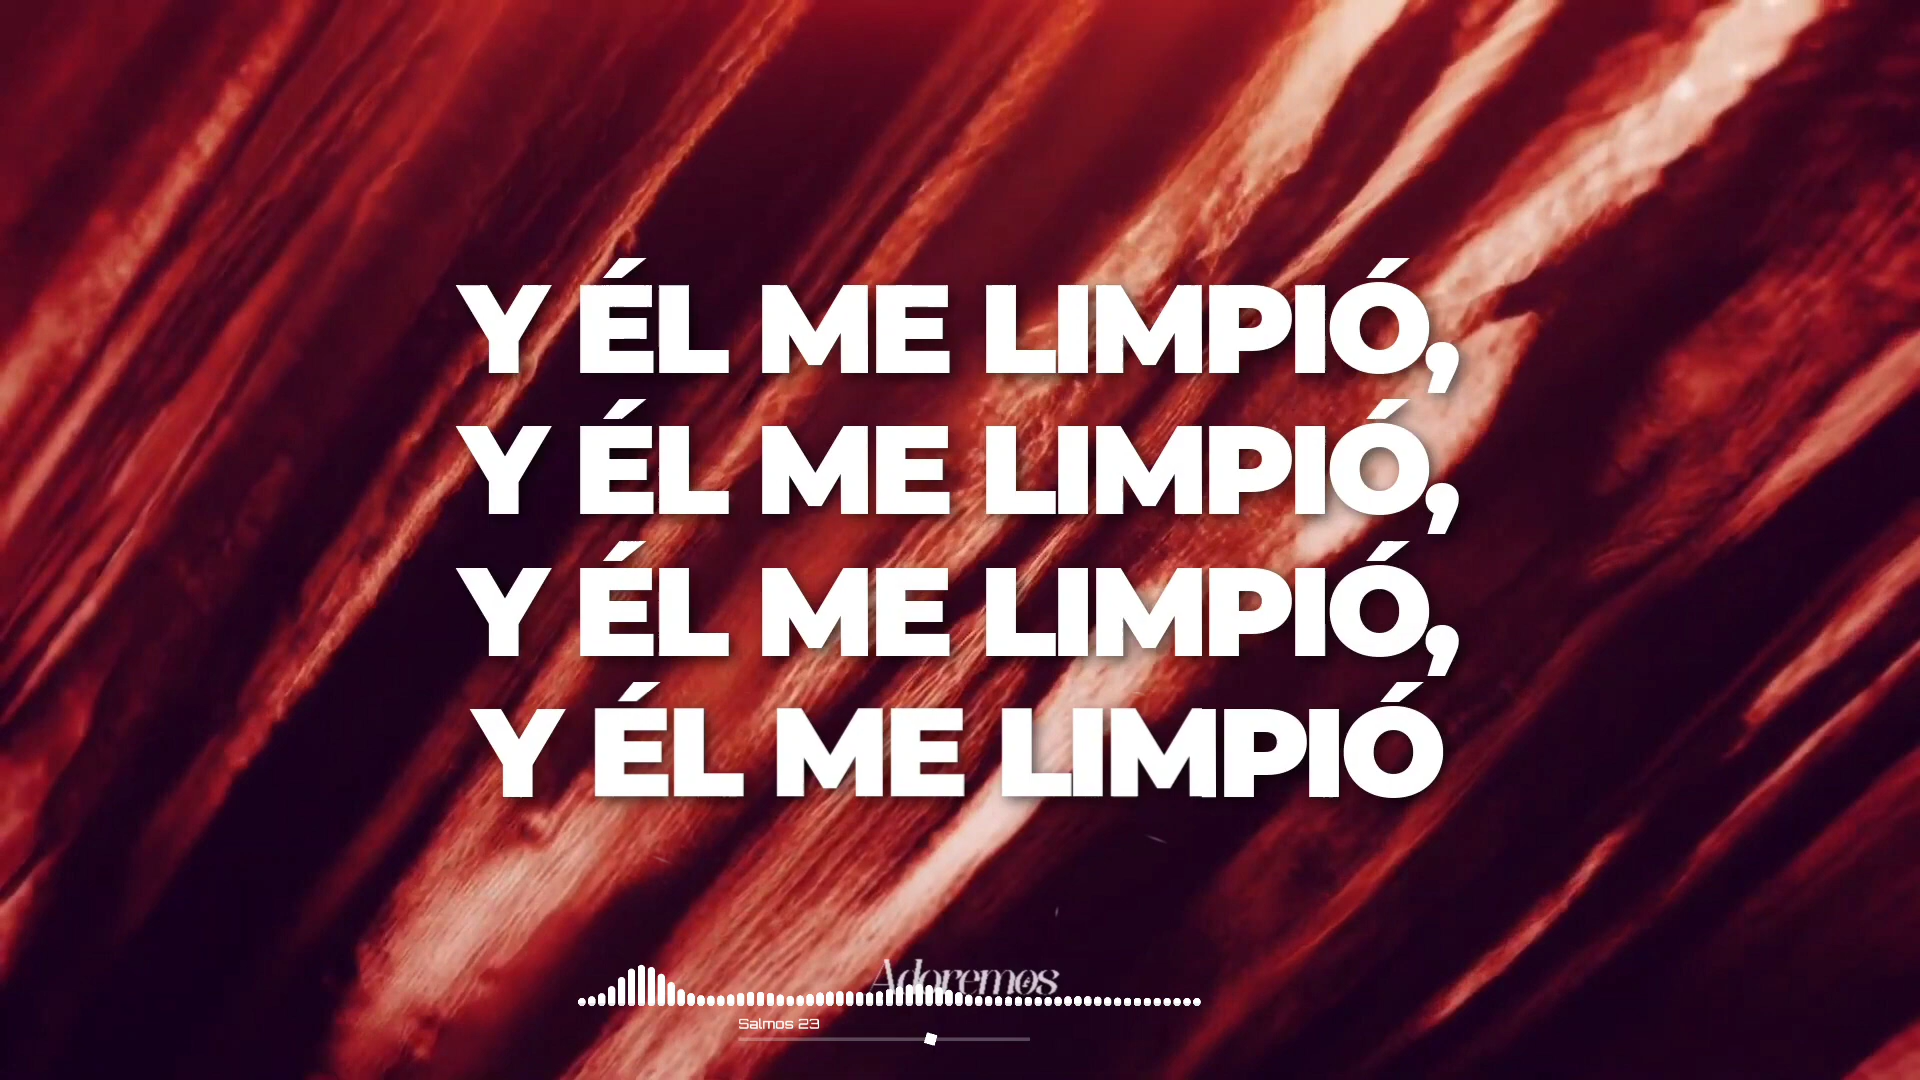 Y ÉL ME LIMPIÓ,
Y ÉL ME LIMPIÓ,
Y ÉL ME LIMPIÓ,
Y ÉL ME LIMPIÓ
Adoremos
Salmos 23